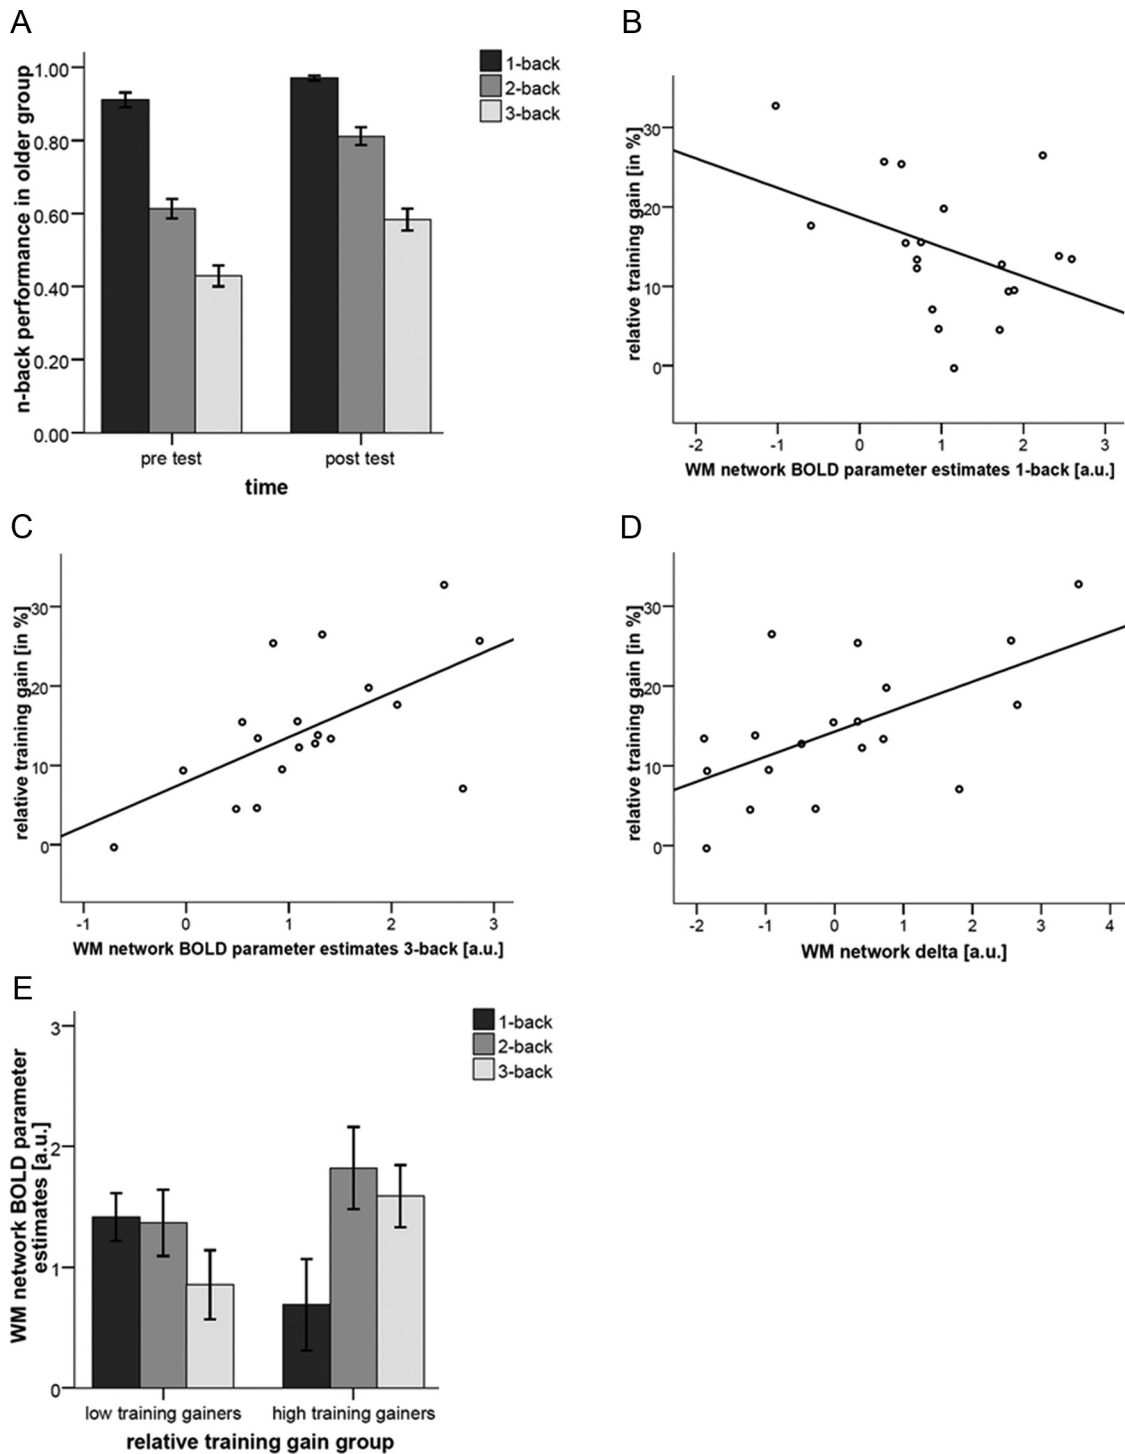 A
n-back performance in older group
1.00
0.80
0.60
0.40
0.20
0.00
pre test
post test
time
1-back
2-back
3-back
B
relative training gain [in %]
30
20
10
0
-2
-1
0
1
2
3
WM network BOLD parameter estimates 1-back [a.u.]
C
relative training gain [in %]
30
20
10
0
-1
0
1
2
3
WM network BOLD parameter estimates 3-back [a.u.]
D
relative training gain [in %]
30
20
10
0
-2
-1
0
1
2
3
4
WM network delta [a.u.]
E
WM network BOLD parameter
estimates [a.u.]
3
2
1
0
low training gainers
high training gainers
relative training gain group
1-back
2-back
3-back